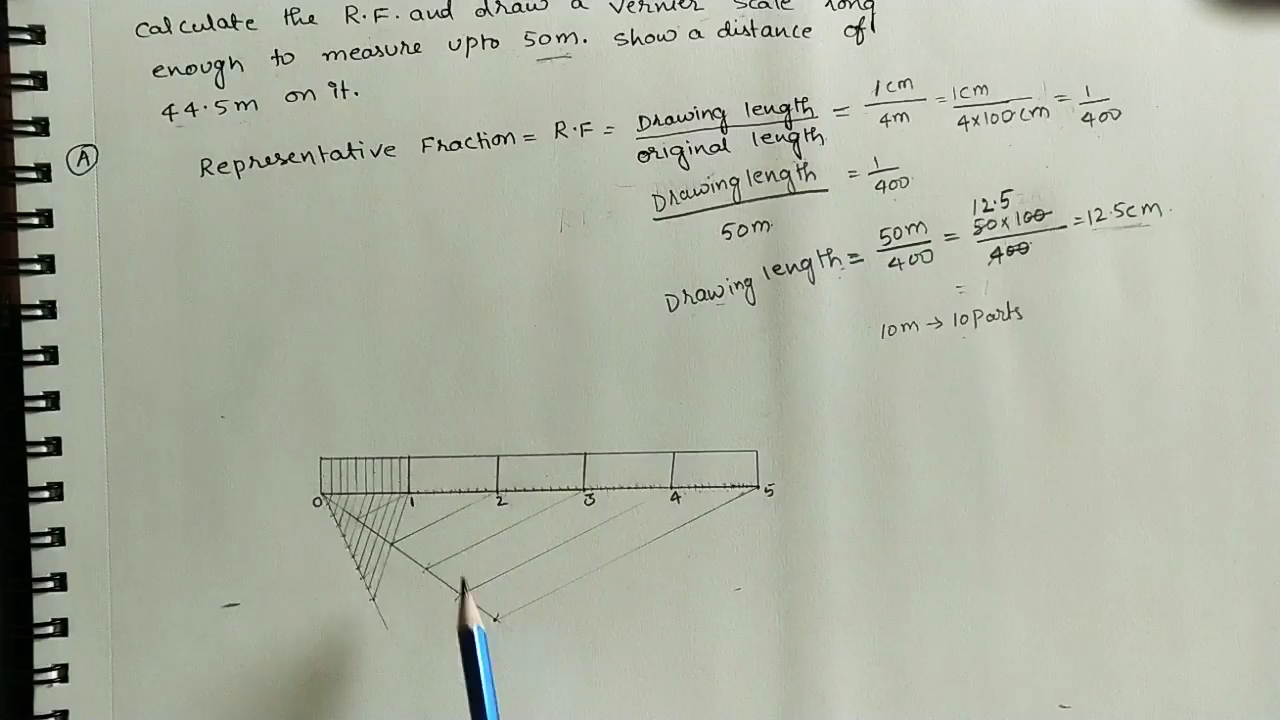 calculate the R.F. and draw a Vernier scale long
enough to measure upto 50m. show a distance of
44.5m on it.
A
Representative Fraction = R.F = Drawing length / original length = 1cm / 4m = 1cm / 4x100cm = 1 / 400
Drawing length / 50m = 1 / 400
Drawing length = 50m / 400 = 50x100 / 400 = 12.5cm
12.5
=
10m → 10 Parts
0 1 2 3 4 5